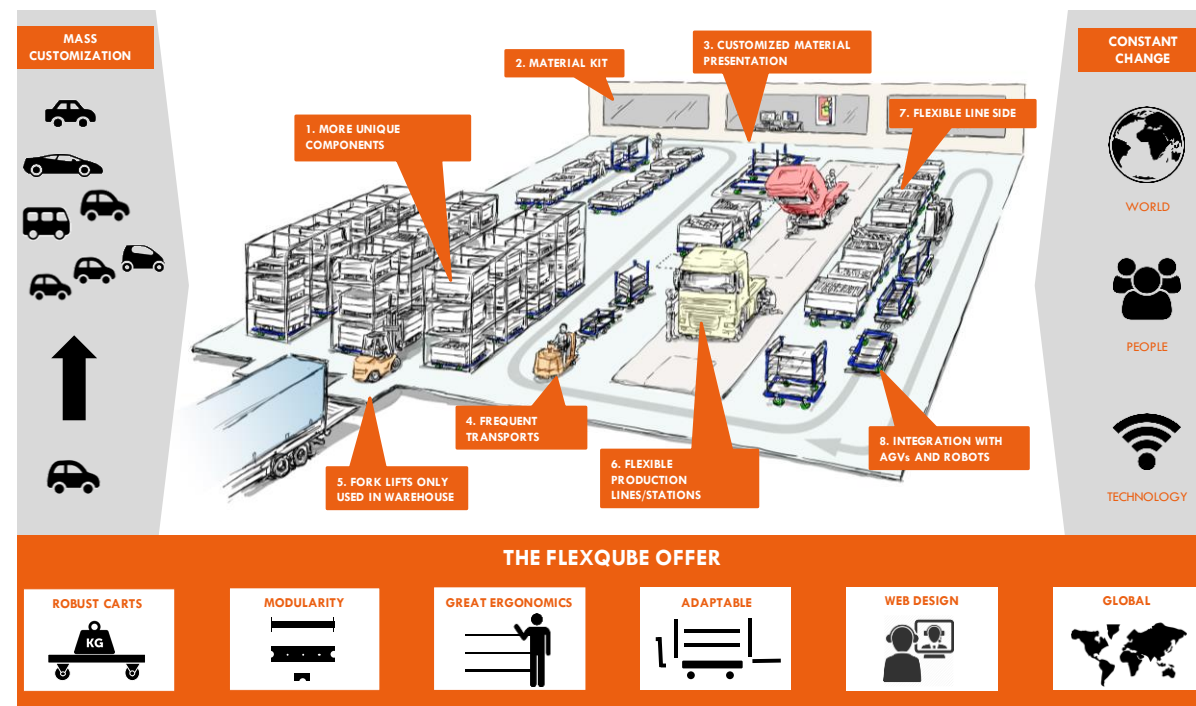 MASS
CUSTOMIZATION
2. MATERIAL KIT
3. CUSTOMIZED MATERIAL
PRESENTATION
CONSTANT
CHANGE
1. MORE UNIQUE
COMPONENTS
7. FLEXIBLE LINE SIDE
WORLD
PEOPLE
4. FREQUENT
TRANSPORTS
8. INTEGRATION WITH
AGVs AND ROBOTS
5. FORK LIFTS ONLY
USED IN WAREHOUSE
6. FLEXIBLE
PRODUCTION
LINES/STATIONS
TECHNOLOGY
THE FLEXQUBE OFFER
ROBUST CARTS
KG
MODULARITY
GREAT ERGONOMICS
ADAPTABLE
WEB DESIGN
GLOBAL